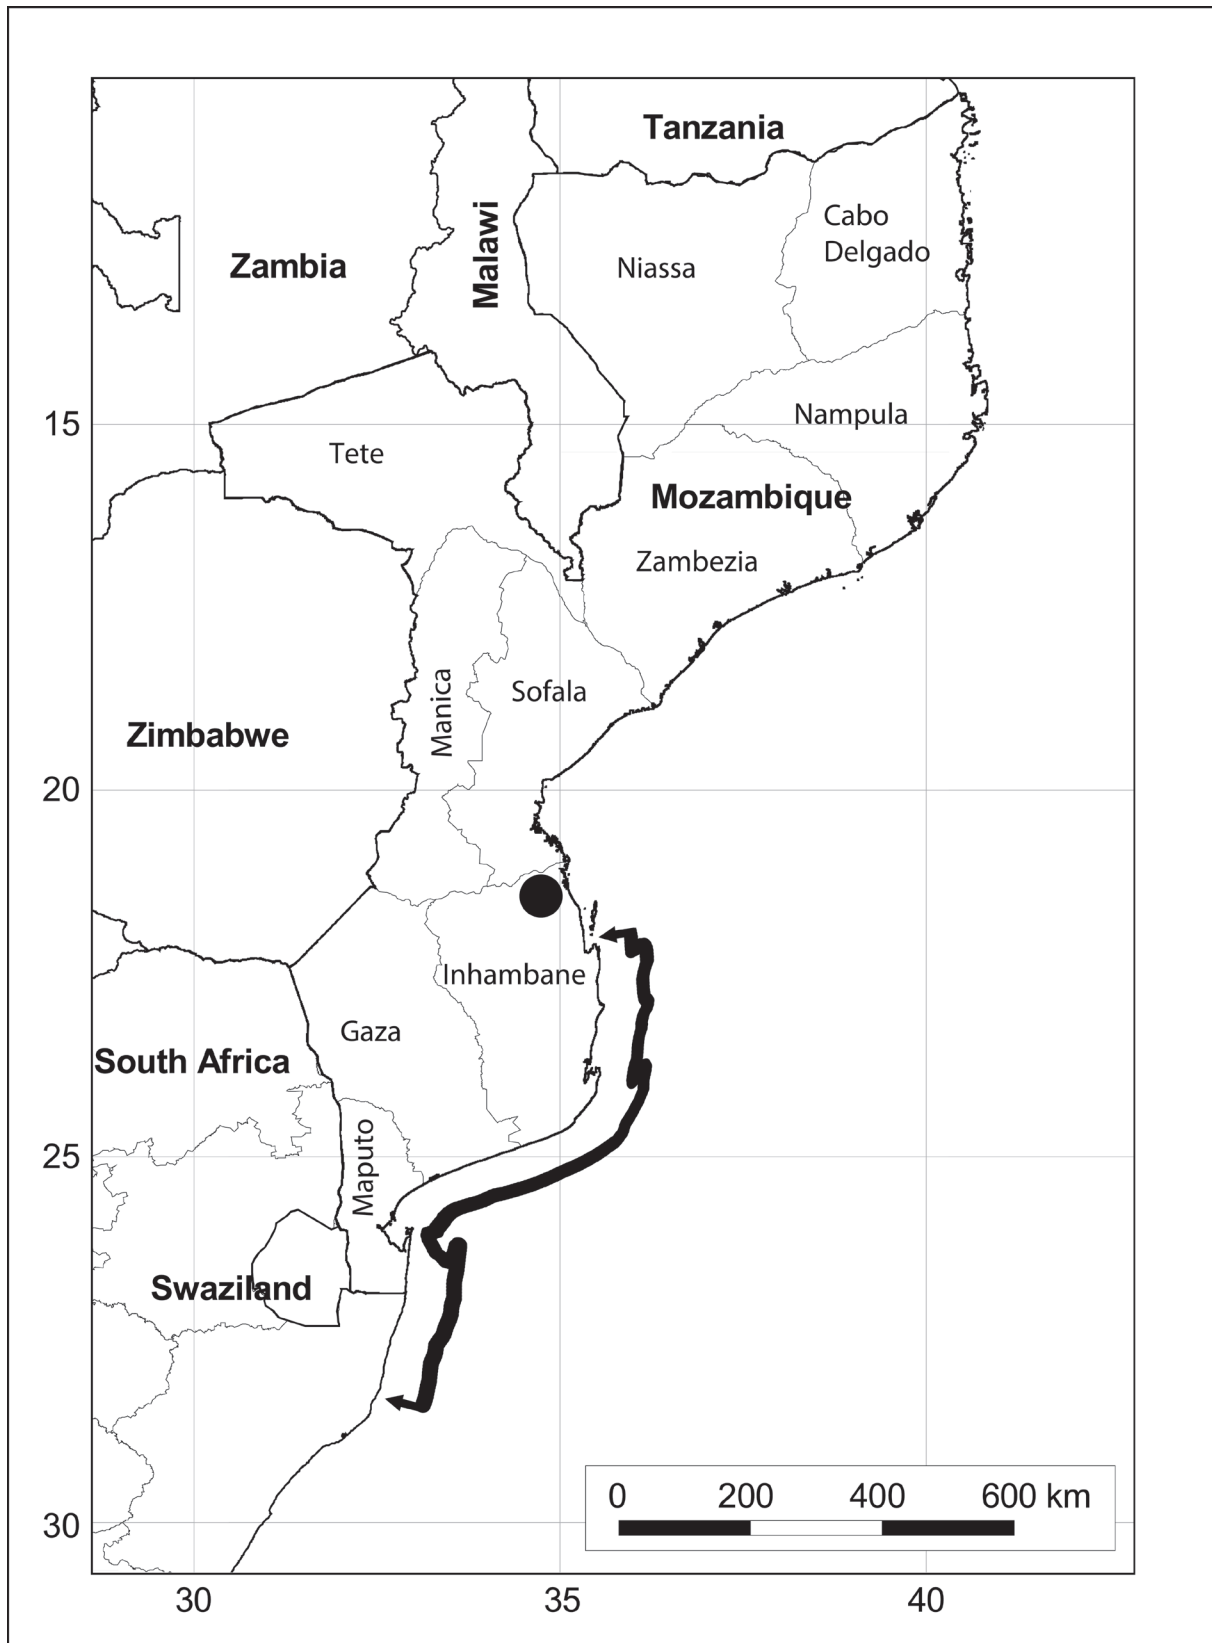 Tanzania
Cabo
Delgado
Malawi
Zambia
Niassa
15
Nampula
Tete
Mozambique
Zambezia
Manica
Sofala
Zimbabwe
20
Inhambane
Gaza
South Africa
25
Maputo
Swaziland
0 200 400 600 km
30
30 35 40